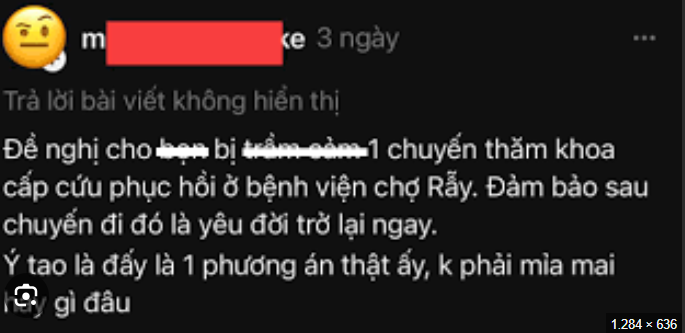 m ke 3 ngày
Trả lời bài viết không hiển thị
Đề nghị cho bạn bị trầm cảm 1 chuyến thăm khoa
cấp cứu phục hồi ở bệnh viện chợ Rẫy. Đảm bảo sau
chuyến đi đó là yêu đời trở lại ngay.
Ý tao là đấy là 1 phương án thật ấy, k phải mỉa mai
hay gì đâu
1.284 × 636